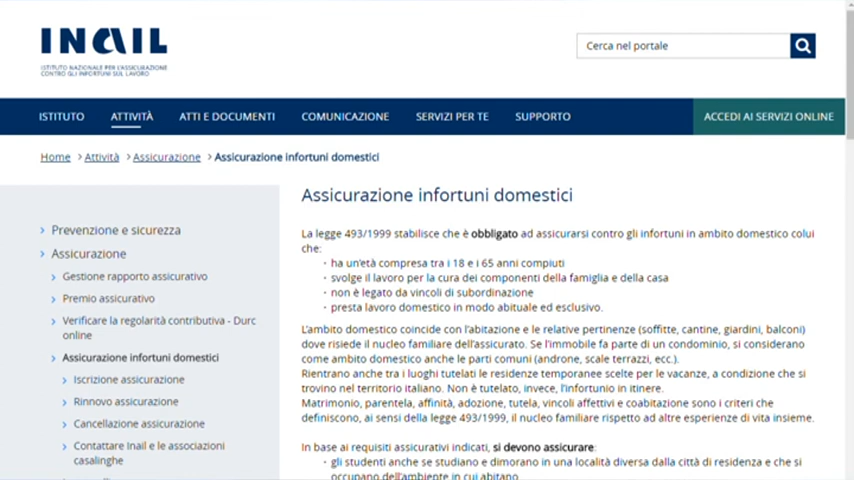 INAIL
ISTITUTO NAZIONALE PER L'ASSICURAZIONE
CONTRO GLI INFORTUNI SUL LAVORO
Cerca nel portale
ISTITUTO ATTIVITÀ ATTI E DOCUMENTI COMUNICAZIONE SERVIZI PER TE SUPPORTO ACCEDI AI SERVIZI ONLINE
Home > Attività > Assicurazione > Assicurazione infortuni domestici
Prevenzione e sicurezza
Assicurazione
Gestione rapporto assicurativo
Premio assicurativo
Verificare la regolarità contributiva - Durc
online
Assicurazione infortuni domestici
Iscrizione assicurazione
Rinnovo assicurazione
Cancellazione assicurazione
Contattare Inail e le associazioni
casalinghe
Assicurazione infortuni domestici
La legge 493/1999 stabilisce che è obbligato ad assicurarsi contro gli infortuni in ambito domestico colui
che:
· ha un'età compresa tra i 18 e i 65 anni compiuti
· svolge il lavoro per la cura dei componenti della famiglia e della casa
· non è legato da vincoli di subordinazione
· presta lavoro domestico in modo abituale ed esclusivo.
L'ambito domestico coincide con l'abitazione e le relative pertinenze (soffitte, cantine, giardini, balconi)
dove risiede il nucleo familiare dell'assicurato. Se l'immobile fa parte di un condominio, si considerano
come ambito domestico anche le parti comuni (androne, scale terrazzi, ecc.).
Rientrano anche tra i luoghi tutelati le residenze temporanee scelte per le vacanze, a condizione che si
trovino nel territorio italiano. Non è tutelato, invece, l'infortunio in itinere.
Matrimonio, parentela, affinità, adozione, tutela, vincoli affettivi e coabitazione sono i criteri che
definiscono, ai sensi della legge 493/1999, il nucleo familiare rispetto ad altre esperienze di vita insieme.
In base ai requisiti assicurativi indicati, si devono assicurare:
· gli studenti anche se studiano e dimorano in una località diversa dalla città di residenza e che si
occupano dell'ambiente in cui abitano